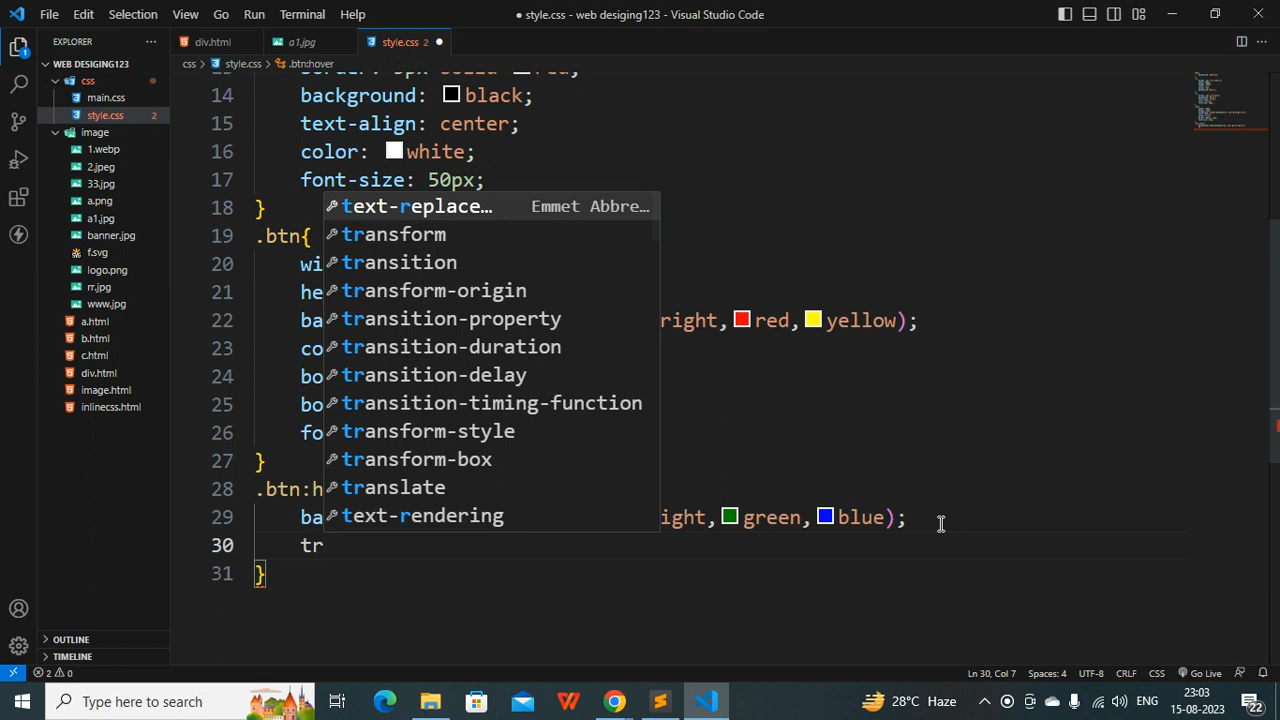 File Edit Selection View Go Run Terminal Help
● style.css - web desiging123 - Visual Studio Code
EXPLORER
div.html
a1.jpg
style.css 2
WEB DESIGING123
css > style.css > .btn:hover
css
main.css
style.css 2
image
1.webp
2.jpeg
33.jpg
a.png
a1.jpg
banner.jpg
f.svg
logo.png
rr.jpg
www.jpg
a.html
b.html
c.html
div.html
image.html
inlinecss.html
OUTLINE
TIMELINE
14 background: black;
15 text-align: center;
16 color: white;
17 font-size: 50px;
18 }
19 .btn{
20 wi
21 he
22 ba right,red,yellow);
23 co
24 bo
25 bo
26 fo
27 }
28 .btn:h
29 ba ight,green,blue);
30 tr
31 }
text-replace… Emmet Abbre…
transform
transition
transform-origin
transition-property
transition-duration
transition-delay
transition-timing-function
transform-style
transform-box
translate
text-rendering
2 0
Ln 30, Col 7 Spaces: 4 UTF-8 CRLF CSS Go Live
Type here to search
28°C Haze
ENG
23:03
15-08-2023
22